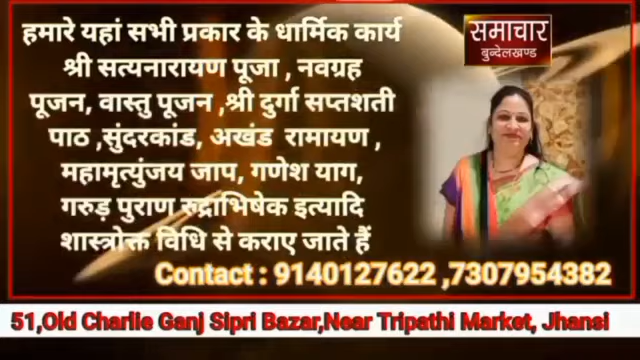 हमारे यहां सभी प्रकार के धार्मिक कार्य
श्री सत्यनारायण पूजा , नवग्रह
पूजन, वास्तु पूजन ,श्री दुर्गा सप्तशती
पाठ ,सुंदरकांड, अखंड रामायण ,
महामृत्युंजय जाप, गणेश याग,
गरुड़ पुराण रुद्राभिषेक इत्यादि
शास्त्रोक्त विधि से कराए जाते हैं
समाचार
बुन्देलखण्ड
Contact : 9140127622 ,7307954382
51,Old Charlie Ganj Sipri Bazar,Near Tripathi Market, Jhansi